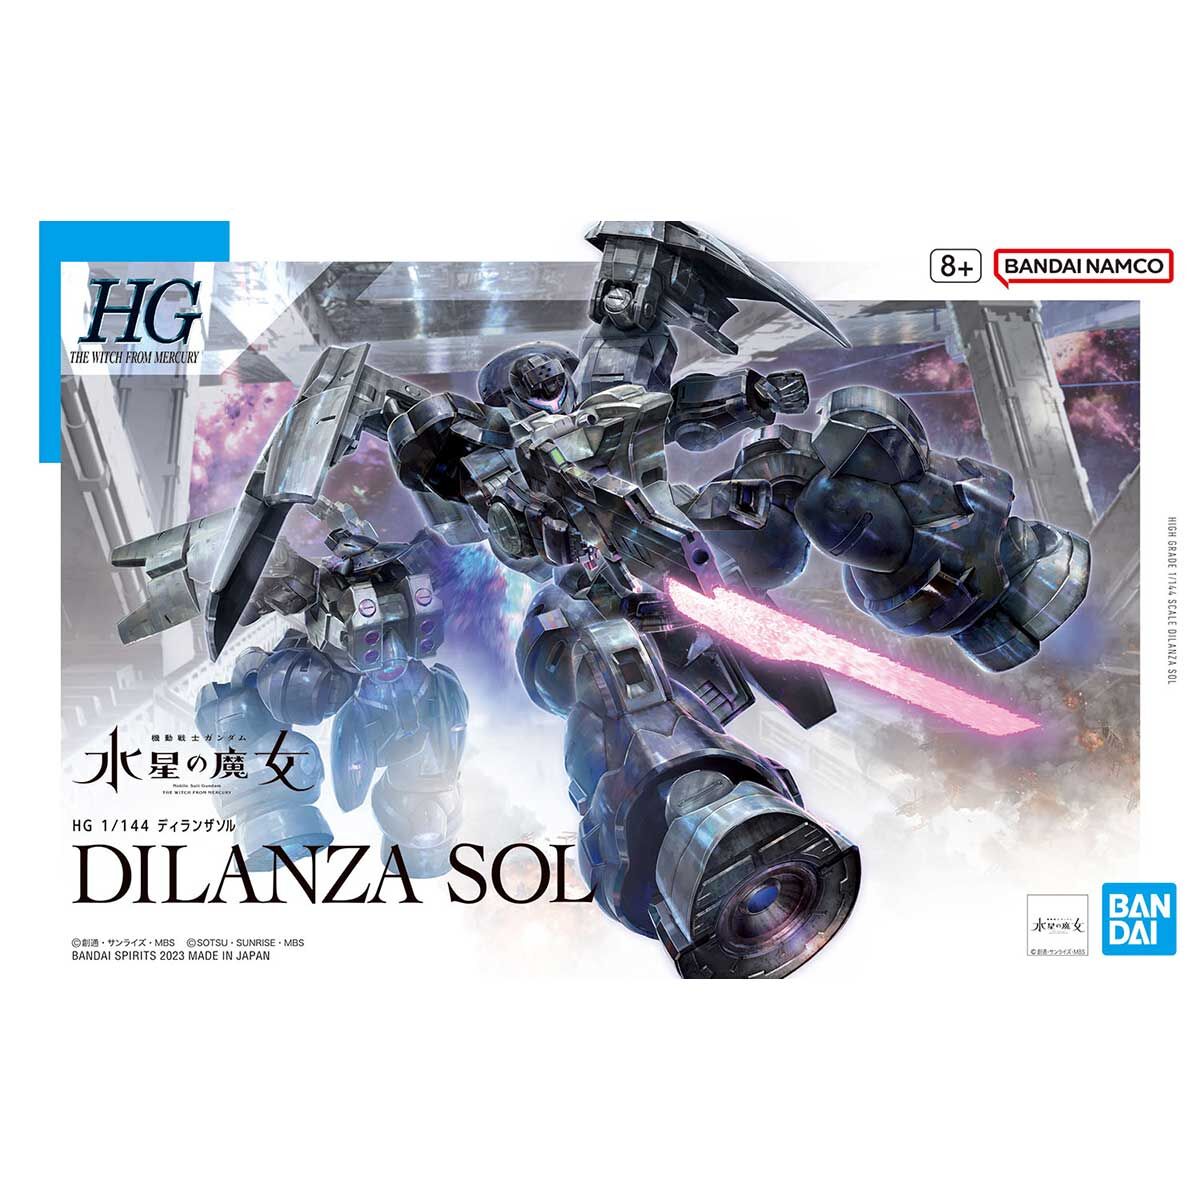 HG
THE WITCH FROM MERCURY
8+
BANDAI NAMCO
HIGH GRADE 1/144 SCALE DILANZA SOL
機動戦士ガンダム
水星の魔女
Mobile Suit Gundam
THE WITCH FROM MERCURY
HG 1/144 ディランザソル
DILANZA SOL
©創通・サンライズ・MBS ©SOTSU・SUNRISE・MBS
BANDAI SPIRITS 2023 MADE IN JAPAN
水星の魔女
©創通・サンライズ・MBS
BAN
DAI